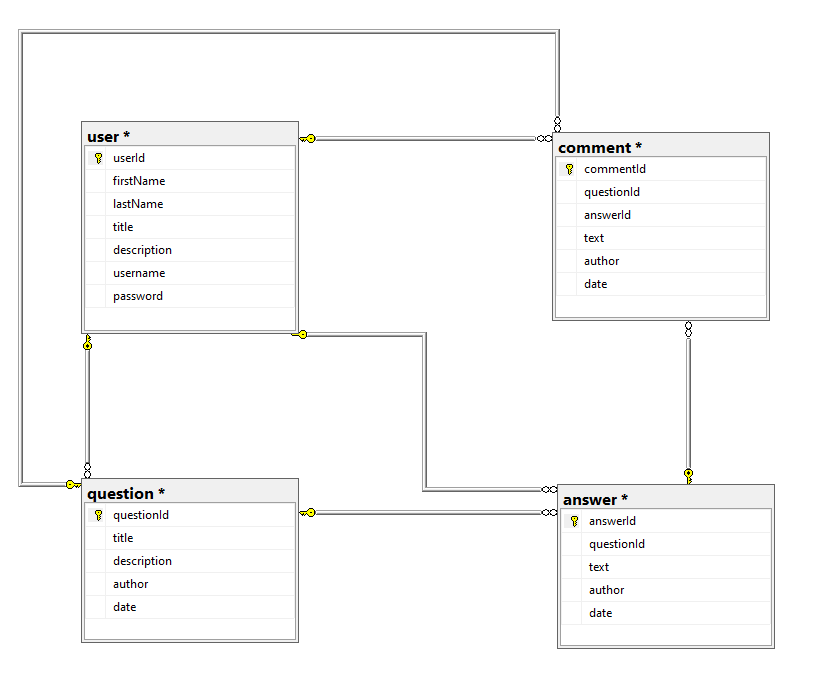 user *
userId
firstName
lastName
title
description
username
password
comment *
commentId
questionId
answerId
text
author
date
question *
questionId
title
description
author
date
answer *
answerId
questionId
text
author
date